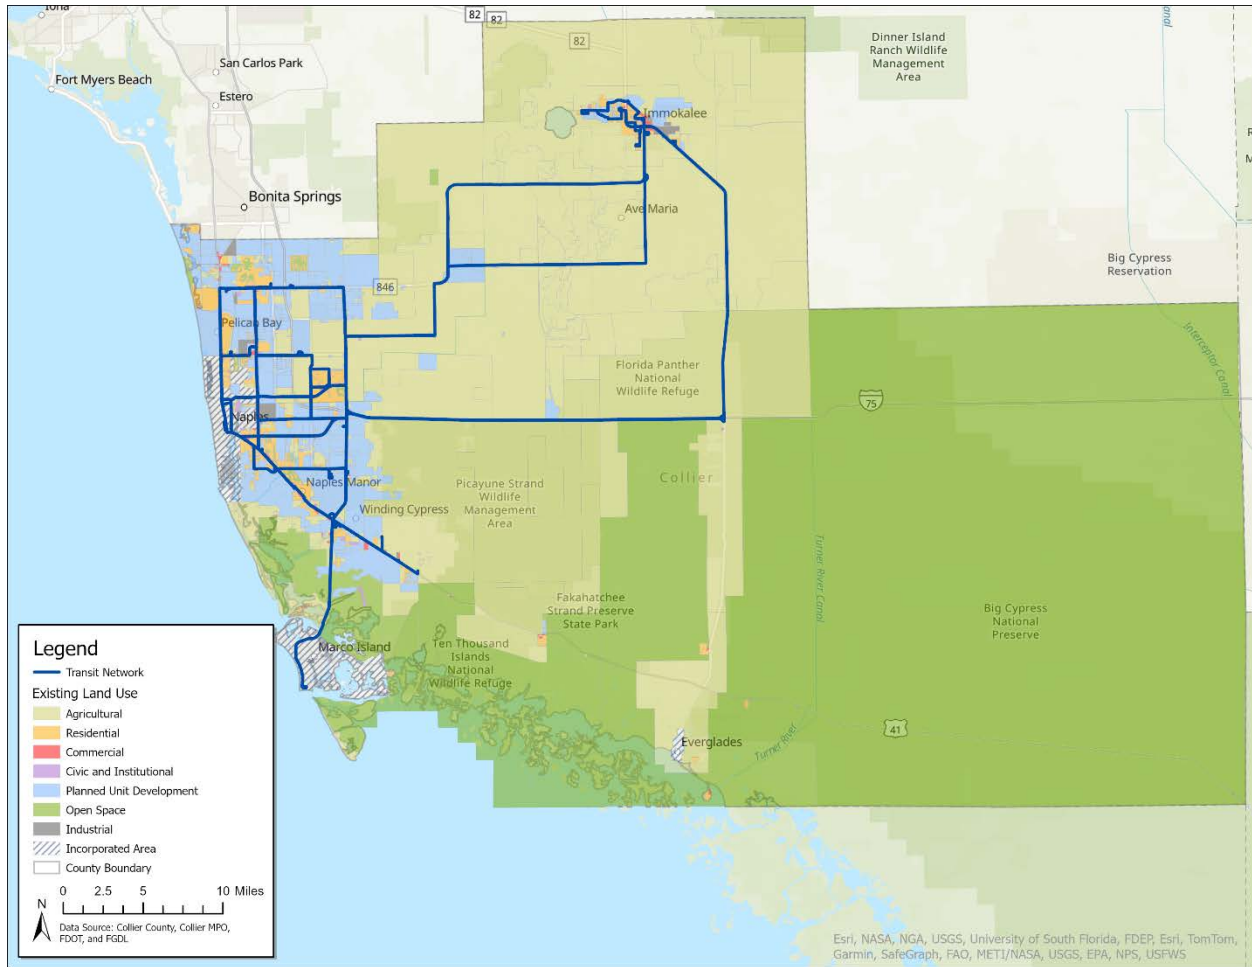 Iona
82
82
82
Dinner Island
Ranch Wildlife
Management
Area
San Carlos Park
Fort Myers Beach
Estero
Immokalee
Bonita Springs
Ave Maria
Big Cypress
Reservation
846
Pelican Bay
Interceptor Canal
Florida Panther
National
Wildlife Refuge
75
Naples
Collier
Naples Manor
Picayune Strand
Wildlife
Management
Area
Winding Cypress
Turner River Canal
Fakahatchee
Strand Preserve
State Park
Big Cypress
National
Preserve
Marco Island
Ten Thousand
Islands
National
Wildlife Refuge
Everglades
Turner River
41
Legend
Transit Network
Existing Land Use
Agricultural
Residential
Commercial
Civic and Institutional
Planned Unit Development
Open Space
Industrial
Incorporated Area
County Boundary
0 2.5 5 10 Miles
N
Data Source: Collier County, Collier MPO,
FDOT, and FGDL
Esri, NASA, NGA, USGS, University of South Florida, FDEP, Esri, TomTom,
Garmin, SafeGraph, FAO, METI/NASA, USGS, EPA, NPS, USFWS